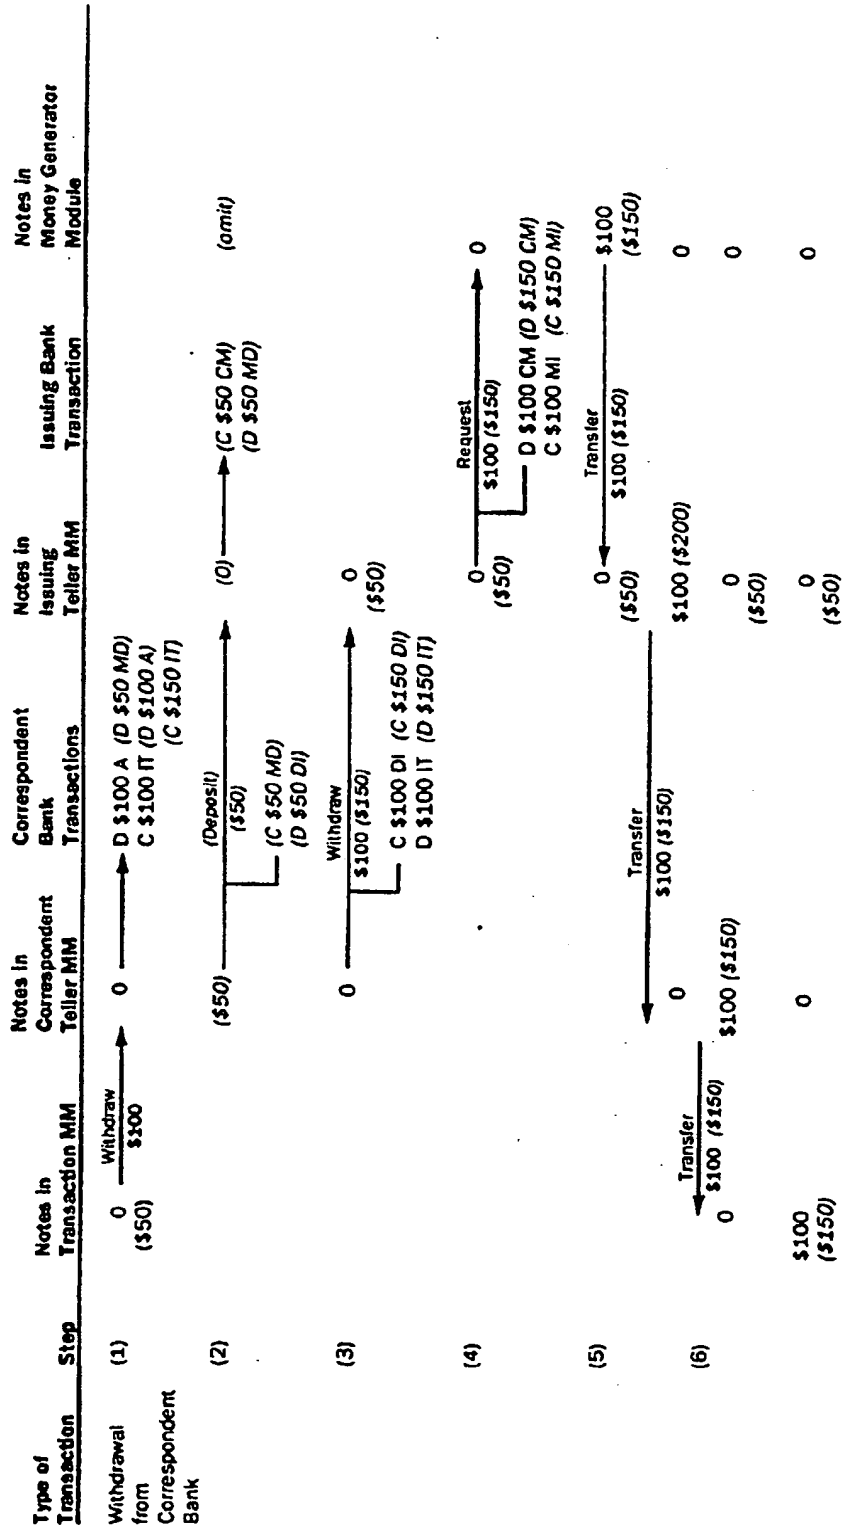 Type of Transaction
Step
Notes in Transaction MM
Notes in Correspondent Teller MM
Correspondent Bank Transactions
Notes in Issuing Teller MM
Issuing Bank Transaction
Notes in Money Generator Module
Withdrawal from Correspondent Bank
(1)
0
($50)
Withdraw
$100
0
D $100 A (D $50 MD)
C $100 IT (D $100 A)
(C $150 IT)
(2)
($50)
(Deposit)
($50)
(C $50 MD)
(D $50 DI)
(0)
(C $50 CM)
(D $50 MD)
(omit)
(3)
0
Withdraw
$100 ($150)
C $100 DI (C $150 DI)
D $100 IT (D $150 IT)
0
($50)
(4)
0
($50)
Request
$100 ($150)
D $100 CM (D $150 CM)
C $100 MI (C $150 MI)
0
(5)
0
($50)
Transfer
$100 ($150)
$100
($150)
Transfer
$100 ($150)
0
$100 ($200)
0
(6)
Transfer
$100 ($150)
0
$100 ($150)
0
($50)
0
$100
($150)
0
0
($50)
0